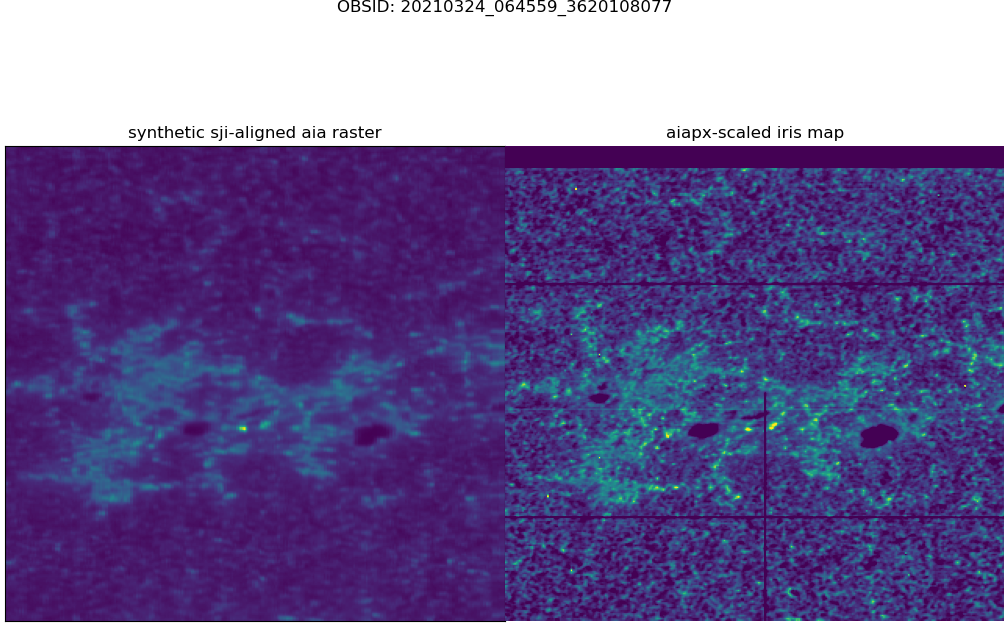 OBSID: 20210324_064559_3620108077
synthetic sji-aligned aia raster
aiapx-scaled iris map